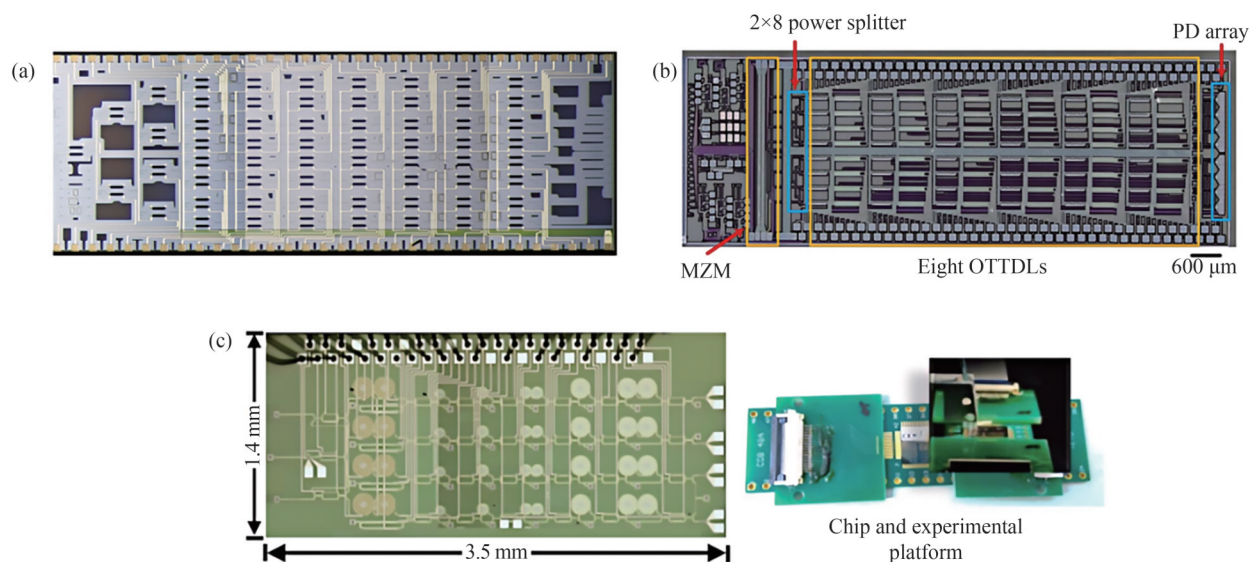 (a)
(b)
2×8 power splitter
PD array
MZM
Eight OTTDLs
600 μm
(c)
1.4 mm
3.5 mm
Chip and experimental
platform